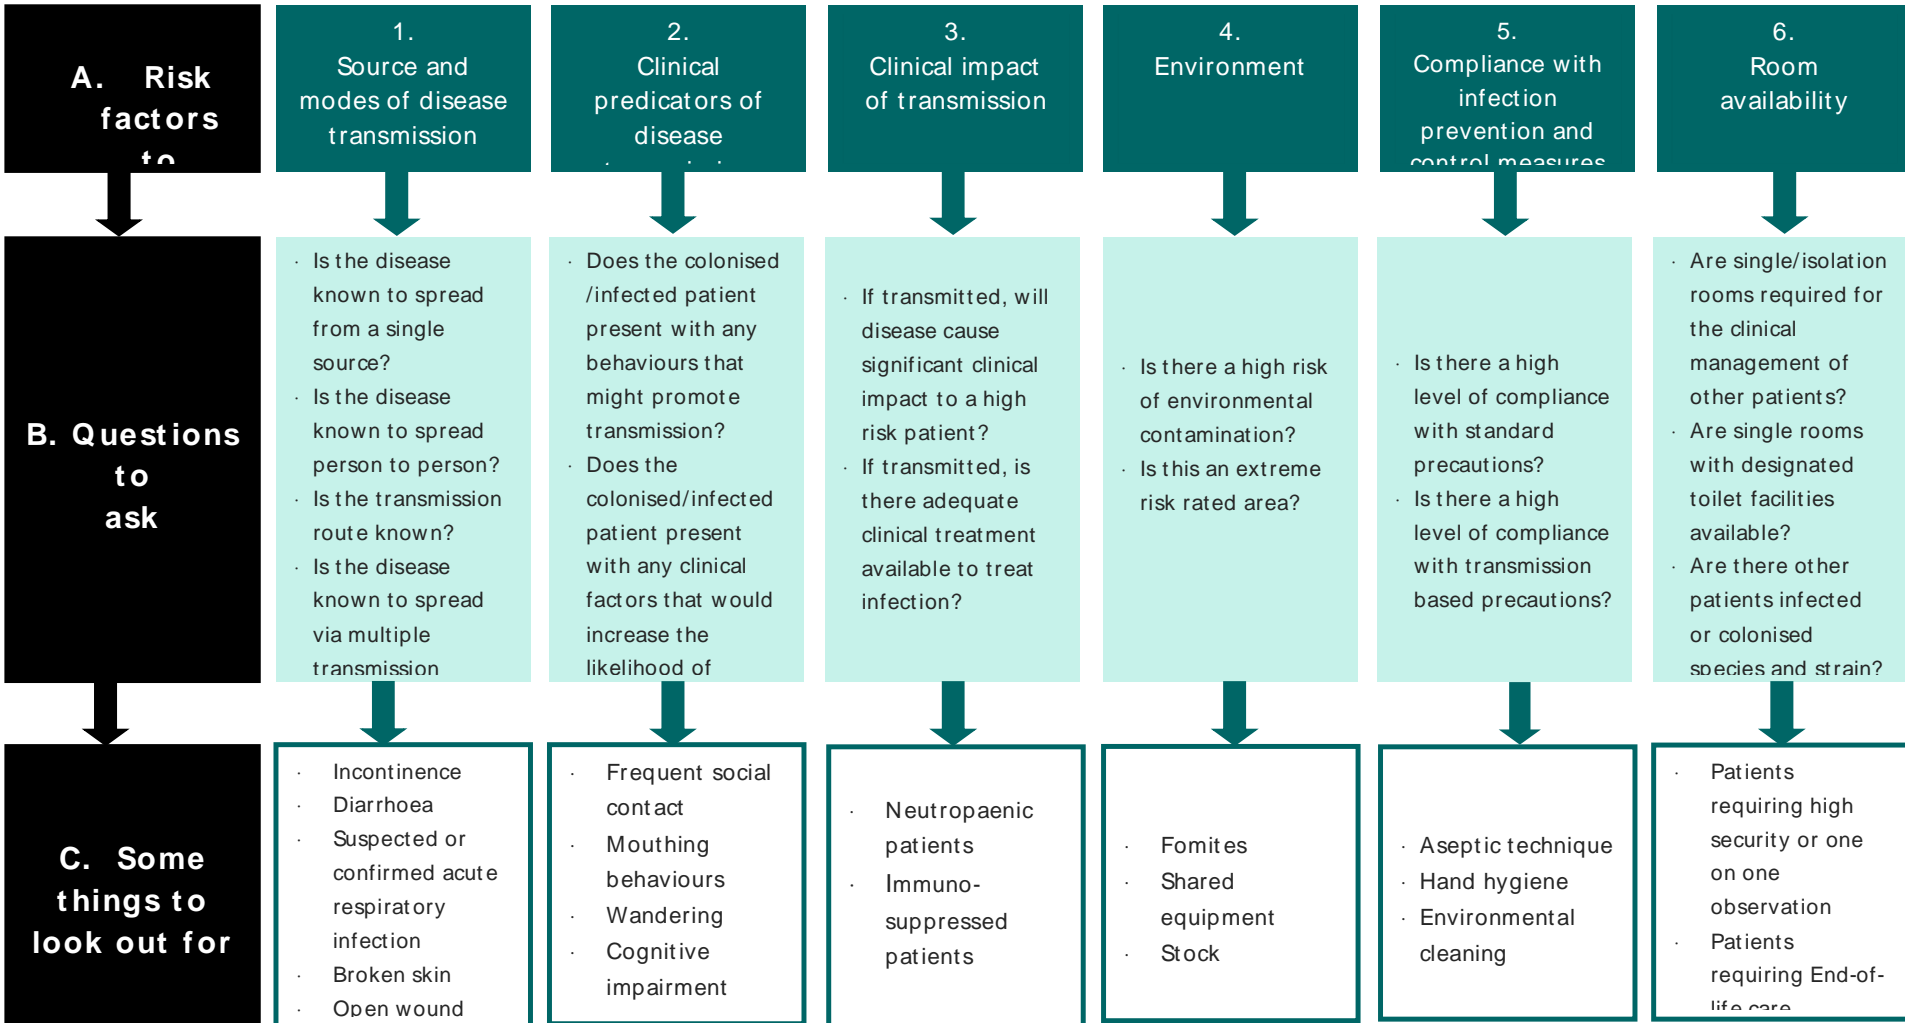 A. Risk
factors
to
1.
Source and
modes of disease
transmission
2.
Clinical
predicators of
disease
3.
Clinical impact
of transmission
4.
Environment
5.
Compliance with
infection
prevention and
control measures
6.
Room
availability
B. Questions
to
ask
· Is the disease
known to spread
from a single
source?
· Is the disease
known to spread
person to person?
· Is the transmission
route known?
· Is the disease
known to spread
via multiple
transmission
· Does the colonised
/infected patient
present with any
behaviours that
might promote
transmission?
· Does the
colonised/infected
patient present
with any clinical
factors that would
increase the
likelihood of
· If transmitted, will
disease cause
significant clinical
impact to a high
risk patient?
· If transmitted, is
there adequate
clinical treatment
available to treat
infection?
· Is there a high risk
of environmental
contamination?
· Is this an extreme
risk rated area?
· Is there a high
level of compliance
with standard
precautions?
· Is there a high
level of compliance
with transmission
based precautions?
· Are single/isolation
rooms required for
the clinical
management of
other patients?
· Are single rooms
with designated
toilet facilities
available?
· Are there other
patients infected
or colonised
species and strain?
C. Some
things to
look out for
· Incontinence
· Diarrhoea
· Suspected or
confirmed acute
respiratory
infection
· Broken skin
· Open wound
· Frequent social
contact
· Mouthing
behaviours
· Wandering
· Cognitive
impairment
· Neutropaenic
patients
· Immuno-
suppressed
patients
· Fomites
· Shared
equipment
· Stock
· Aseptic technique
· Hand hygiene
· Environmental
cleaning
· Patients
requiring high
security or one
on one
observation
· Patients
requiring End-of-
life care